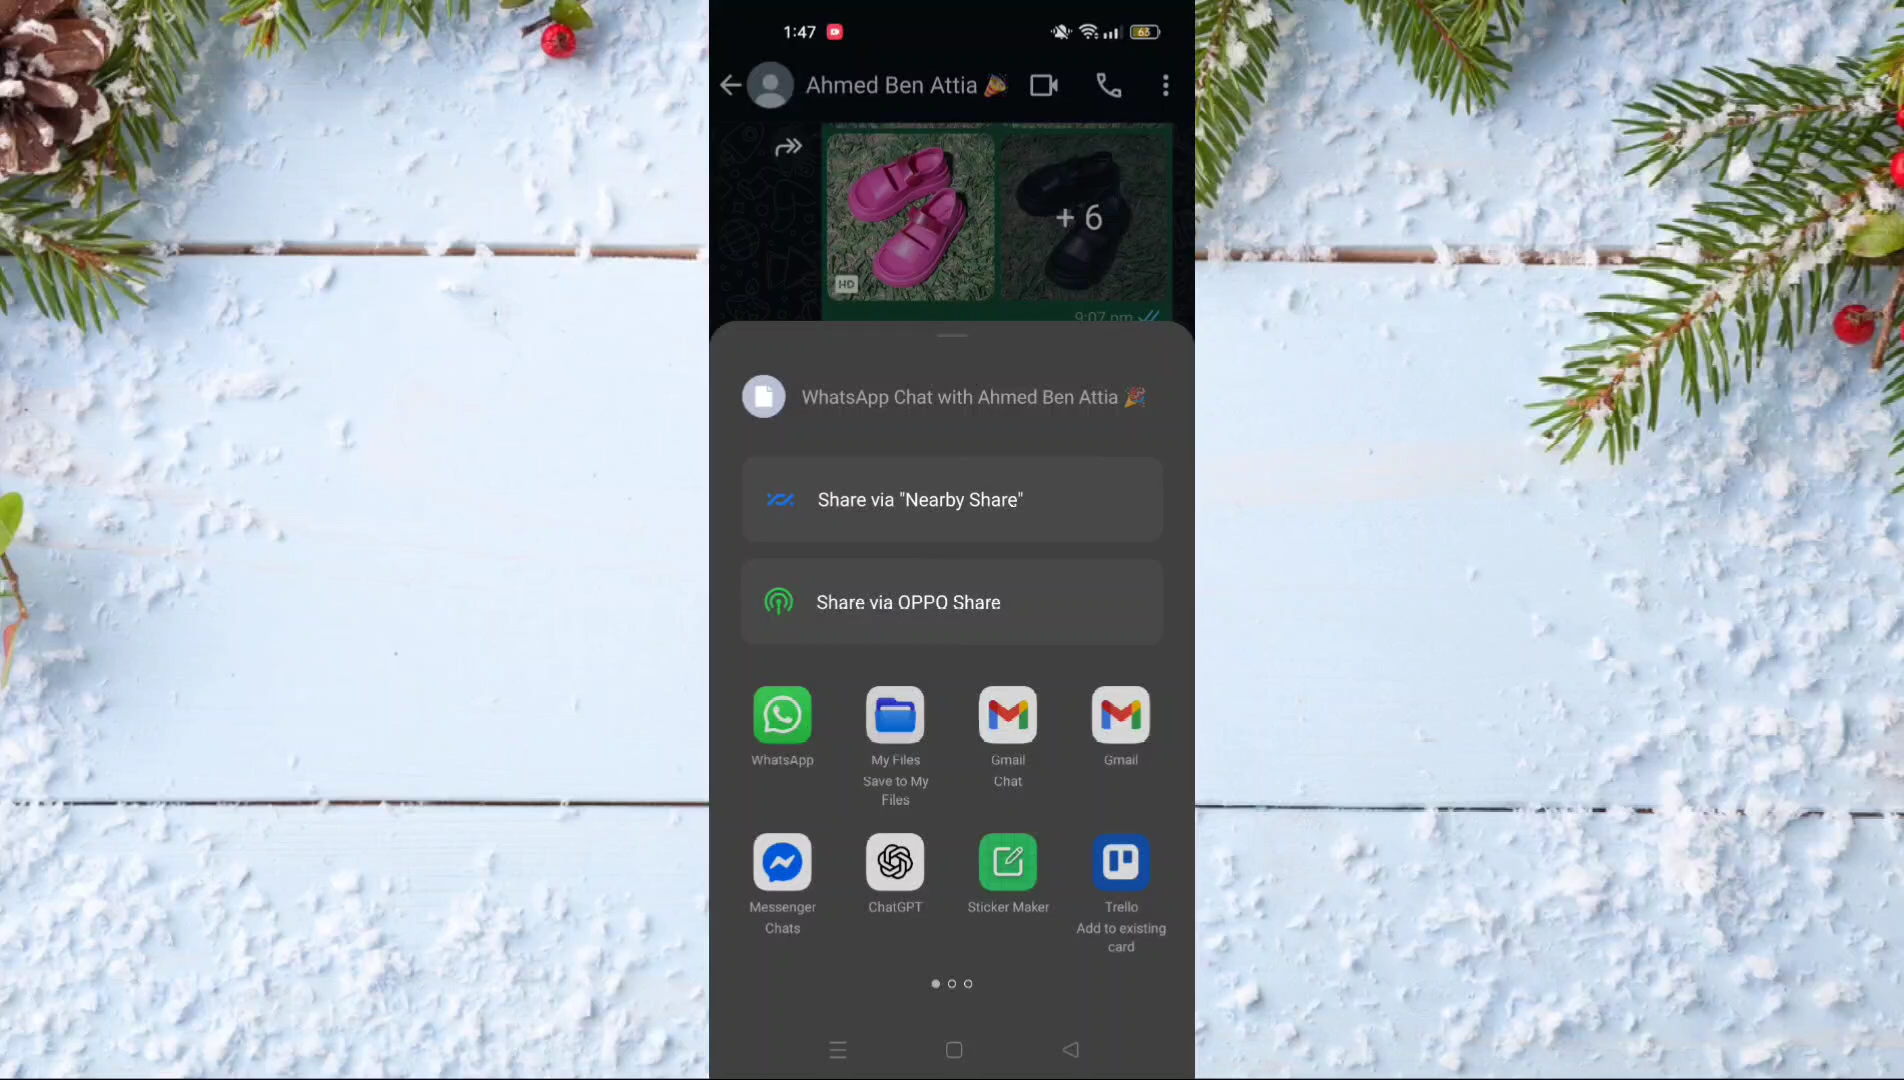 1:47
63
Ahmed Ben Attia 🎉
+ 6
HD
9:07 pm
WhatsApp Chat with Ahmed Ben Attia 🎉
Share via "Nearby Share"
Share via OPPO Share
WhatsApp
My Files
Save to My
Files
Gmail
Chat
Gmail
Messenger
Chats
ChatGPT
Sticker Maker
Trello
Add to existing
card